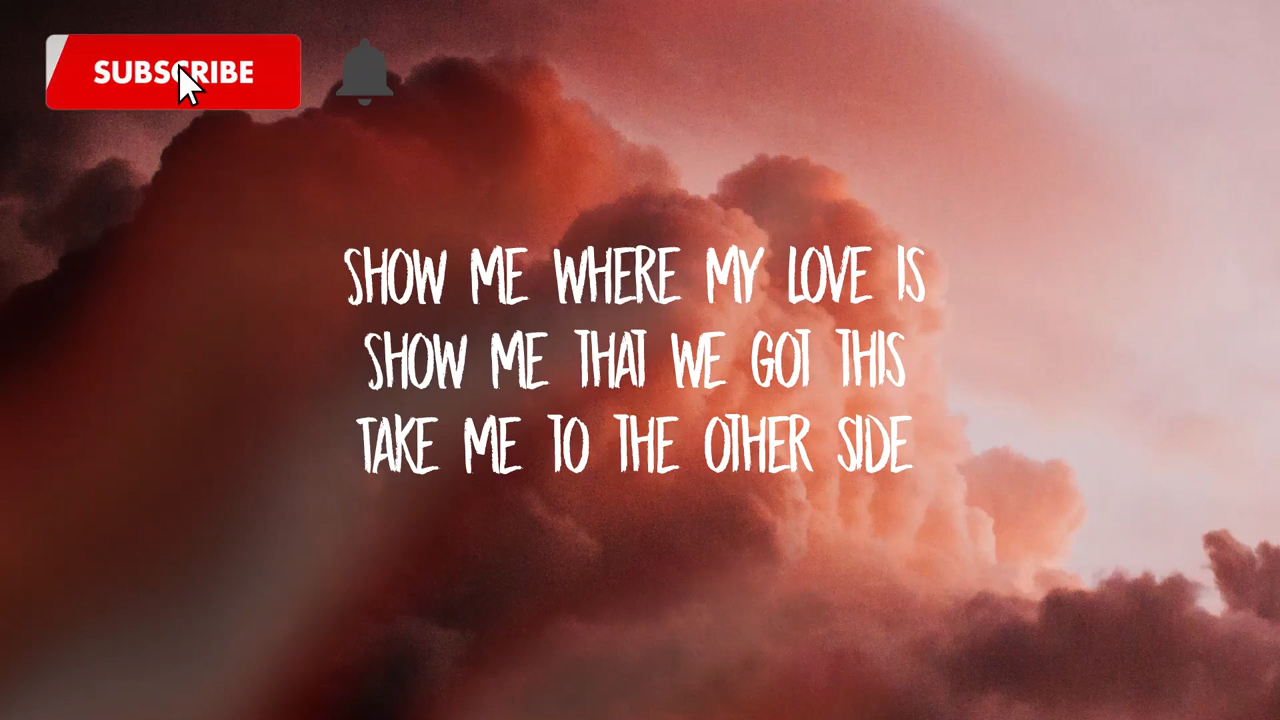 SUBSCRIBE
SHOW ME WHERE MY LOVE IS
SHOW ME THAT WE GOT THIS
TAKE ME TO THE OTHER SIDE